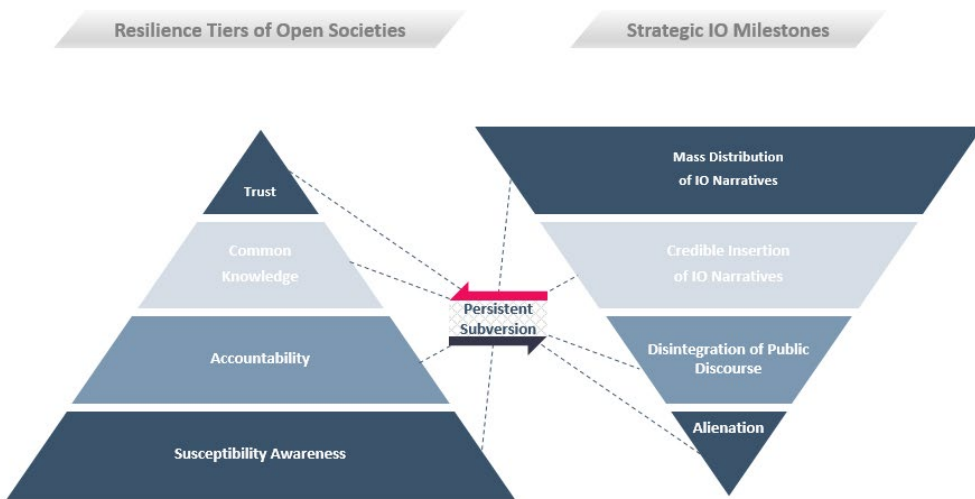 Resilience Tiers of Open Societies
Strategic IO Milestones
Trust
Common
Knowledge
Accountability
Susceptibility Awareness
Persistent
Subversion
Mass Distribution
of IO Narratives
Credible Insertion
of IO Narratives
Disintegration of Public
Discourse
Alienation